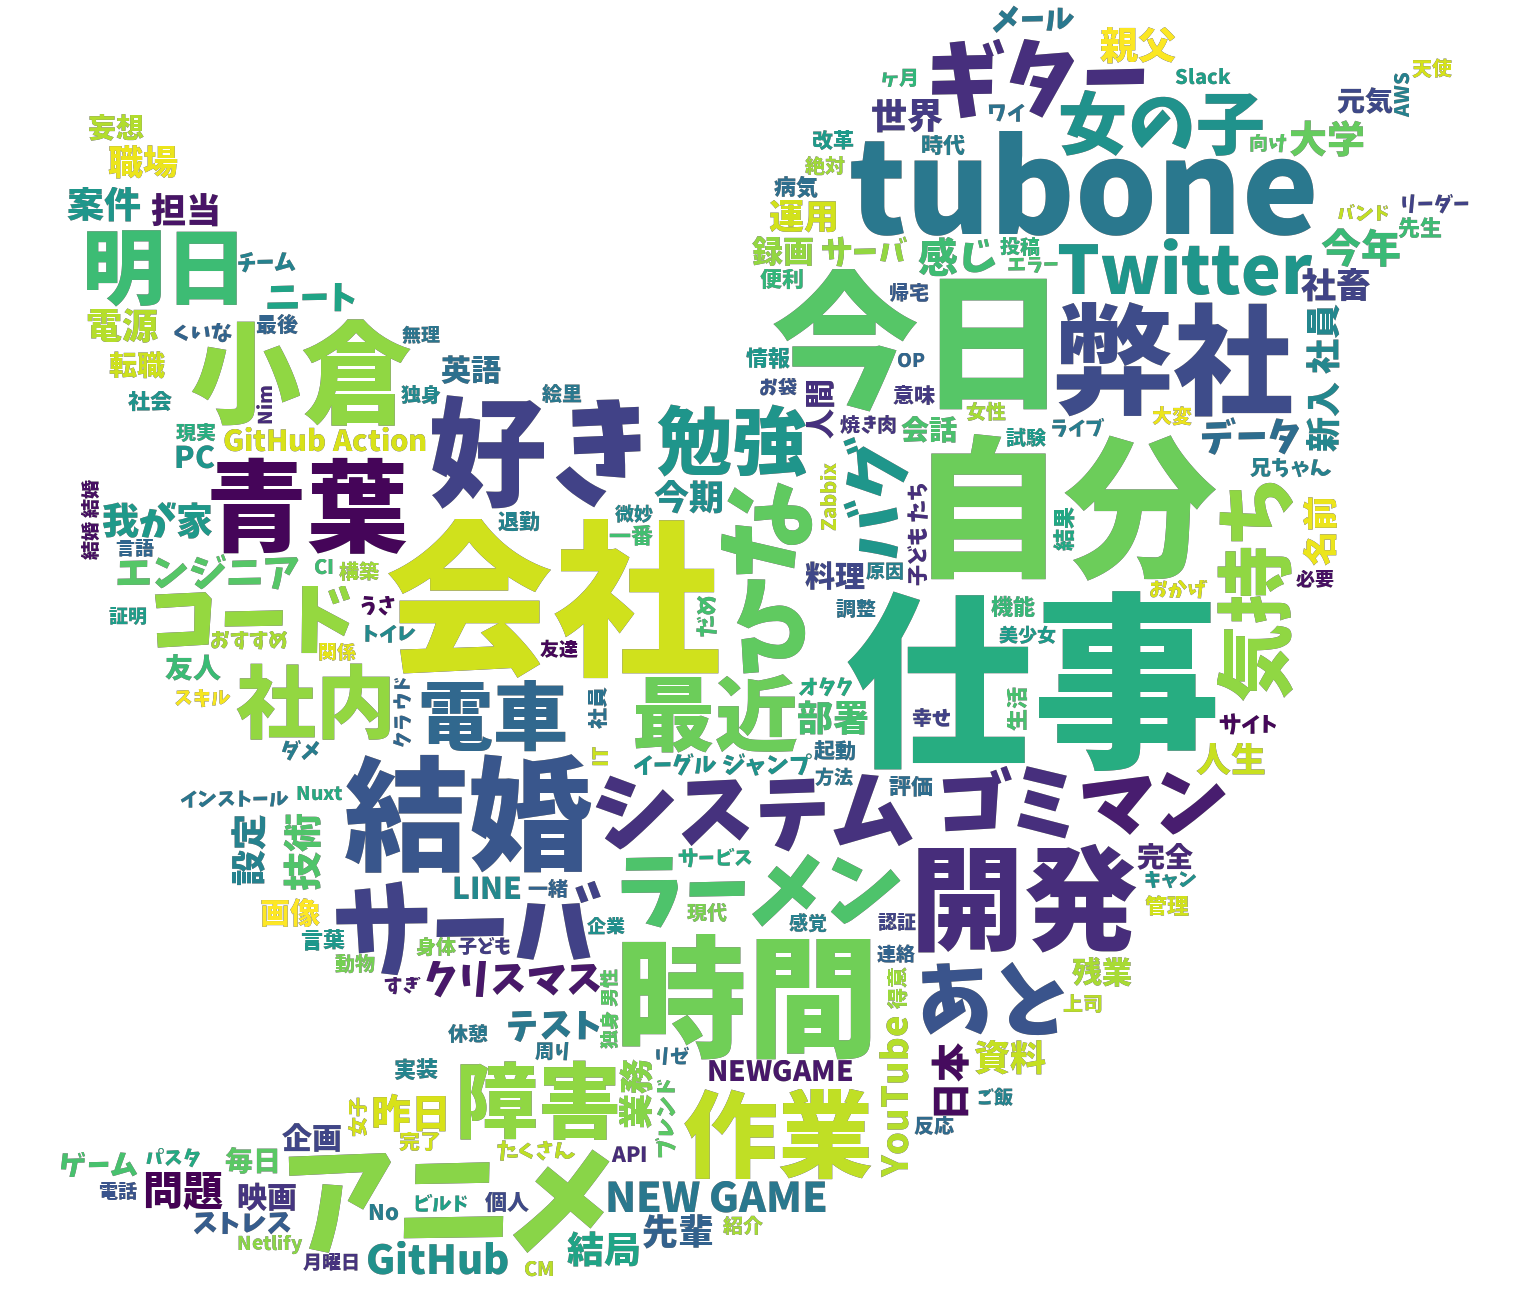 メール
親父
ギター
ケ月
Slack
天使
AWS
元気
世界
ワイ
女の子
妄想
職場
改革
時代
向け
大学
絶対
tubone
病気
案件
担当
運用
バンド
リーダー
先生
明日
チーム
録画
サーバ
感じ
投稿
エラー
Twitter
今年
社畜
ニート
便利
帰宅
今日
弊社
電源
くいな
最後
小倉
無理
転職
英語
情報
OP
新入社員
社会
Nim
独身
絵里
お袋
人間
意味
焼き肉
女性
大変
現実
GitHub Action
好き
勉強
会話
試験
ライブ
データ
PC
青葉
バグ
自分
兄ちゃん
結婚 結婚
我が家
今期
Zabbix
子どもたち
気持ち
名前
言語
退勤
微妙
一番
なら
結果
エンジニア
CI
構築
会社
料理
原因
必要
証明
コード
うさ
おすすめ
トイレ
だめ
調整
仕事
機能
おかげ
友人
関係
友達
美少女
スキル
社内
クラウド
電車
社員
最近
オタク
部署
幸せ
生活
サイト
ダメ
IT
イーグル ジャンプ
起動
人生
インストール
Nuxt
結婚
システム
方法
評価
ゴミマン
設定
技術
サービス
ラーメン
開発
完全
LINE
一緒
キャン
画像
サーバ
企業
現代
感覚
認証
管理
言葉
身体
子ども
動物
すぎ
クリスマス
独身 男性
時間
連絡
得意
あと
残業
上司
休憩
テスト
周り
リゼ
YouTube
日本
資料
実装
障害
業務
NEWGAME
ご飯
女子
昨日
ブレンド
作業
反応
企画
完了
たくさん
API
ゲーム
パスタ
毎日
アニメ
電話
問題
映画
No
ビルド
個人
NEW GAME
ストレス
先輩
紹介
Netlify
月曜日
GitHub
CM
結局